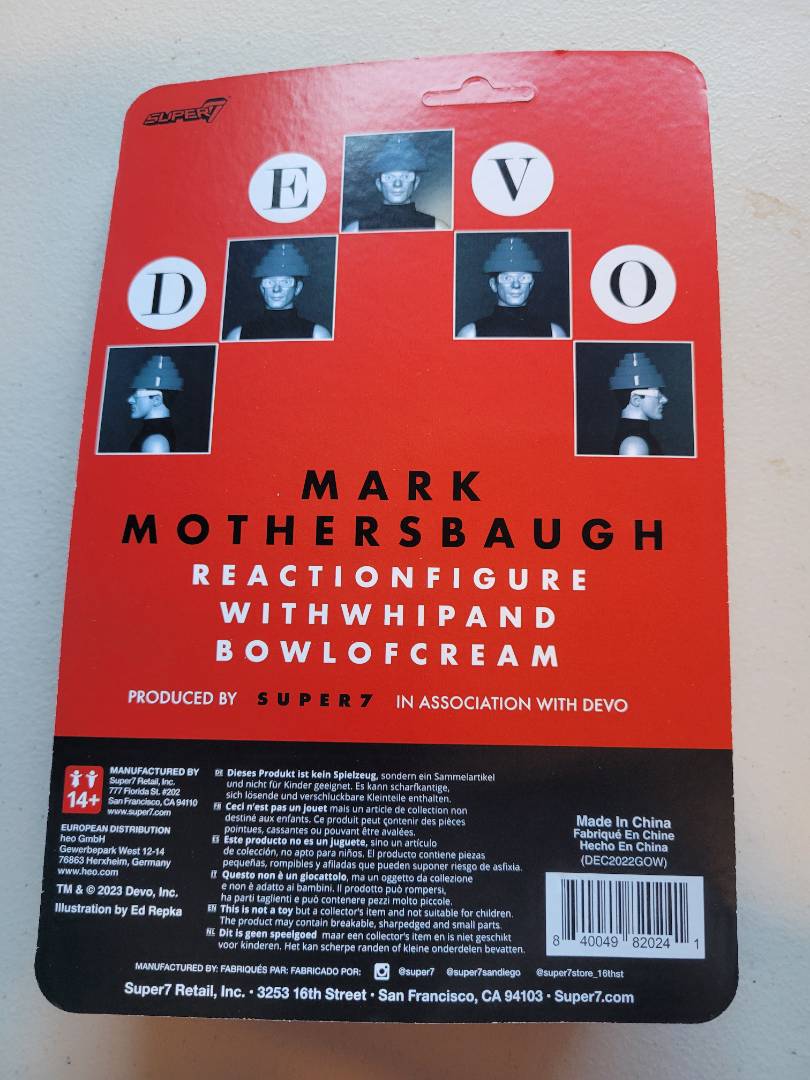 SUPER7
D E V O
MARK
MOTHERSBAUGH
REACTIONFIGURE
WITHWHIPAND
BOWLOFCREAM
PRODUCED BY SUPER7 IN ASSOCIATION WITH DEVO
14+
MANUFACTURED BY
Super7 Retail, Inc.
777 Florida St. #202
San Francisco, CA 94110
www.super7.com
EUROPEAN DISTRIBUTION
heo GmbH
Gewerbepark West 12-14
76863 Herxheim, Germany
www.heo.com
TM & © 2023 Devo, Inc.
Illustration by Ed Repka
DE Dieses Produkt ist kein Spielzeug, sondern ein Sammelartikel
und nicht für Kinder geeignet. Es kann scharfkantige,
sich lösende und verschluckbare Kleinteile enthalten.
FR Ceci n'est pas un jouet mais un article de collection non
destiné aux enfants. Ce produit peut contenir des pièces
pointues, cassantes ou pouvant être avalées.
ES Este producto no es un juguete, sino un artículo
de colección, no apto para niños. El producto contiene piezas
pequeñas, rompibles y afiladas que pueden suponer riesgo de asfixia.
IT Questo non è un giocattolo, ma un oggetto da collezione
e non è adatto ai bambini. Il prodotto può rompersi,
ha parti taglienti e può contenere pezzi molto piccole.
EN This is not a toy but a collector's item and not suitable for children.
The product may contain breakable, sharpedged and small parts.
NL Dit is geen speelgoed maar een collector's item en is niet geschikt
voor kinderen. Het kan scherpe randen of kleine onderdelen bevatten.
Made In China
Fabriqué En Chine
Hecho En China
(DEC2022GOW)
8 40049 82024 1
MANUFACTURED BY: FABRIQUÉS PAR: FABRICADO POR: @super7 @super7sandiego @super7store_16thst
Super7 Retail, Inc. • 3253 16th Street • San Francisco, CA 94103 • Super7.com